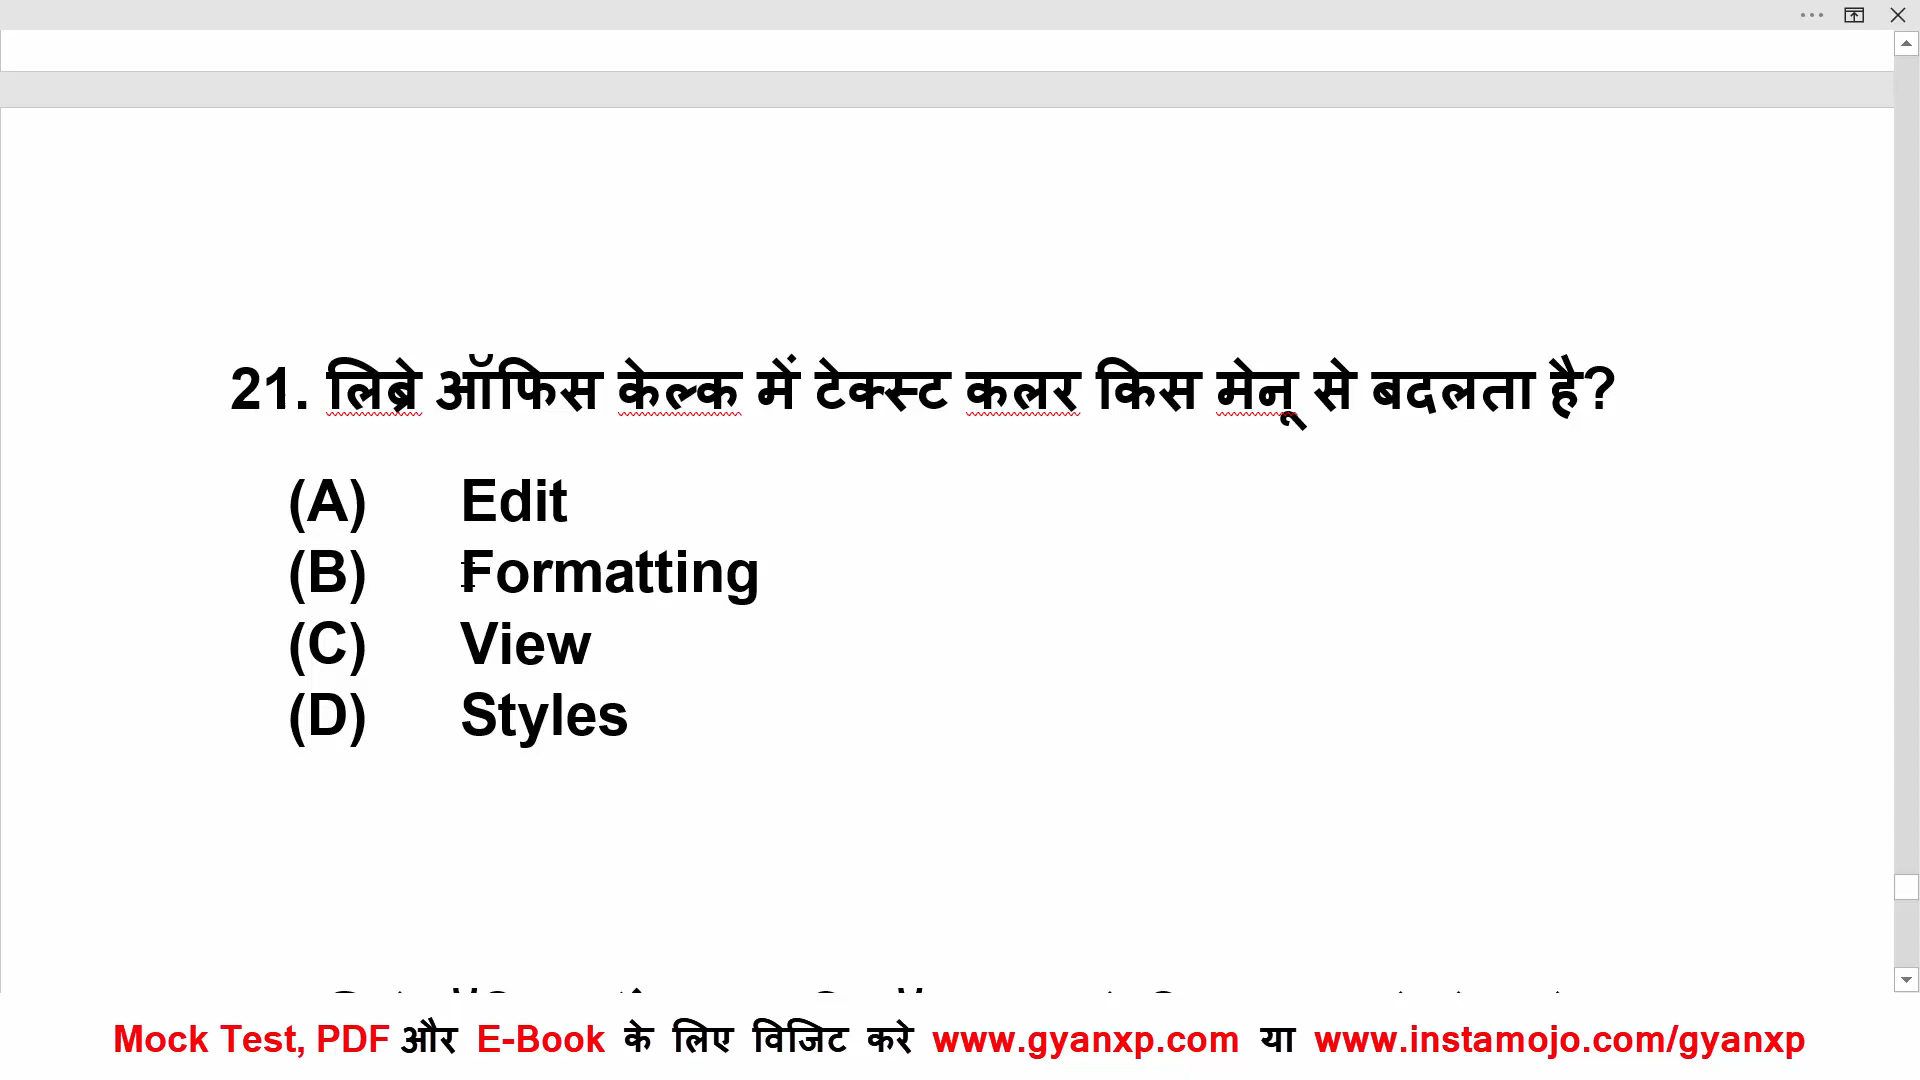 21. लिब्रे ऑफिस केल्क में टेक्स्ट कलर किस मेनू से बदलता है?
(A) Edit
(B) Formatting
(C) View
(D) Styles
Mock Test, PDF और E-Book के लिए विजिट करे www.gyanxp.com या www.instamojo.com/gyanxp